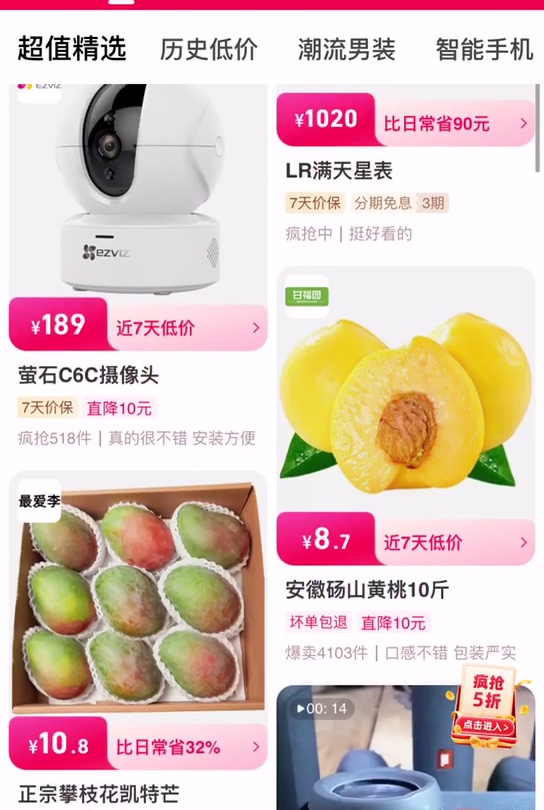 超值精选 历史低价 潮流男装 智能手机
EZVIZ
ezviz
¥189 近7天低价
萤石C6C摄像头
7天价保 直降10元
疯抢518件｜真的很不错 安装方便
最爱李
¥10.8 比日常省32%
正宗攀枝花凯特芒
¥1020 比日常省90元
LR满天星表
7天价保 分期免息 3期
疯抢中｜挺好看的
甘福园
¥8.7 近7天低价
安徽砀山黄桃10斤
坏单包退 直降10元
爆卖4103件｜口感不错 包装严实
00: 14
疯抢
5折
点击进入>